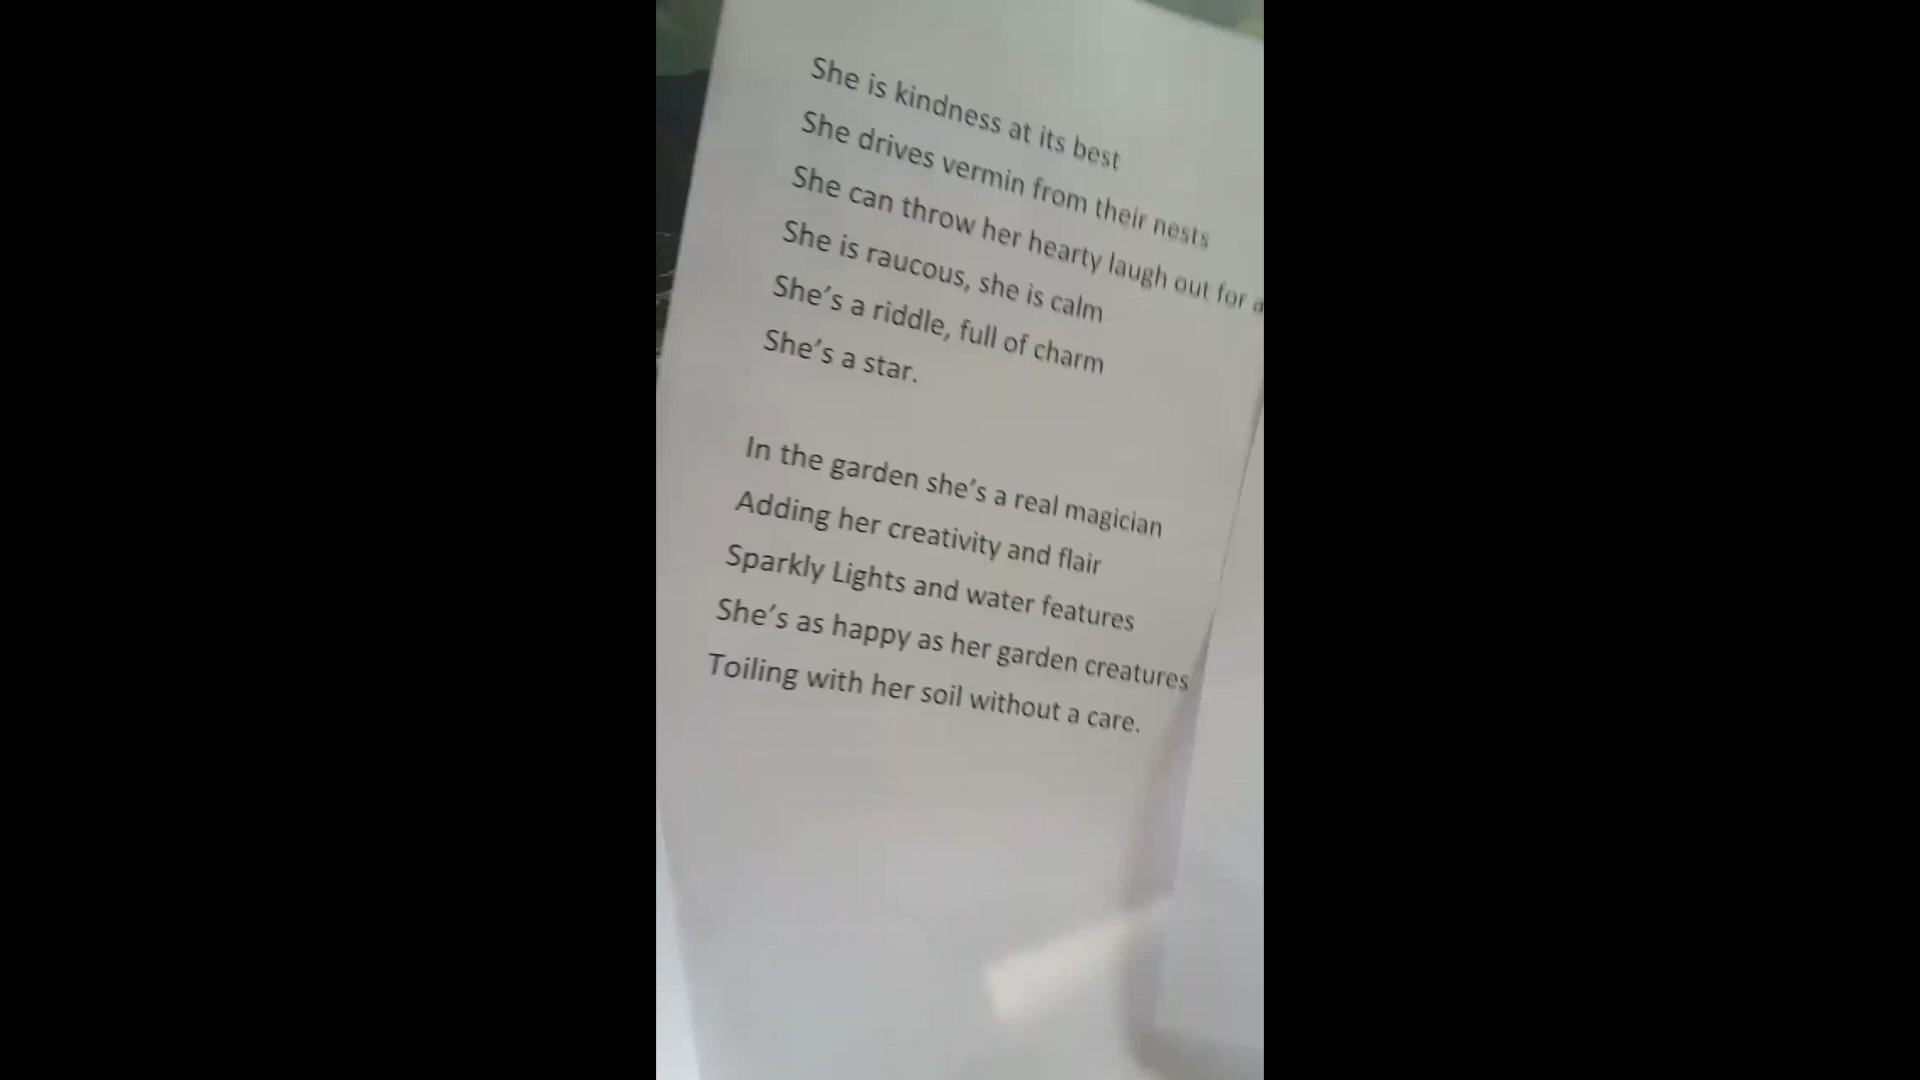 She is kindness at its best
She drives vermin from their nests
She can throw her hearty laugh out for a
She is raucous, she is calm
She's a riddle, full of charm
She's a star.
In the garden she's a real magician
Adding her creativity and flair
Sparkly Lights and water features
She's as happy as her garden creatures
Toiling with her soil without a care.